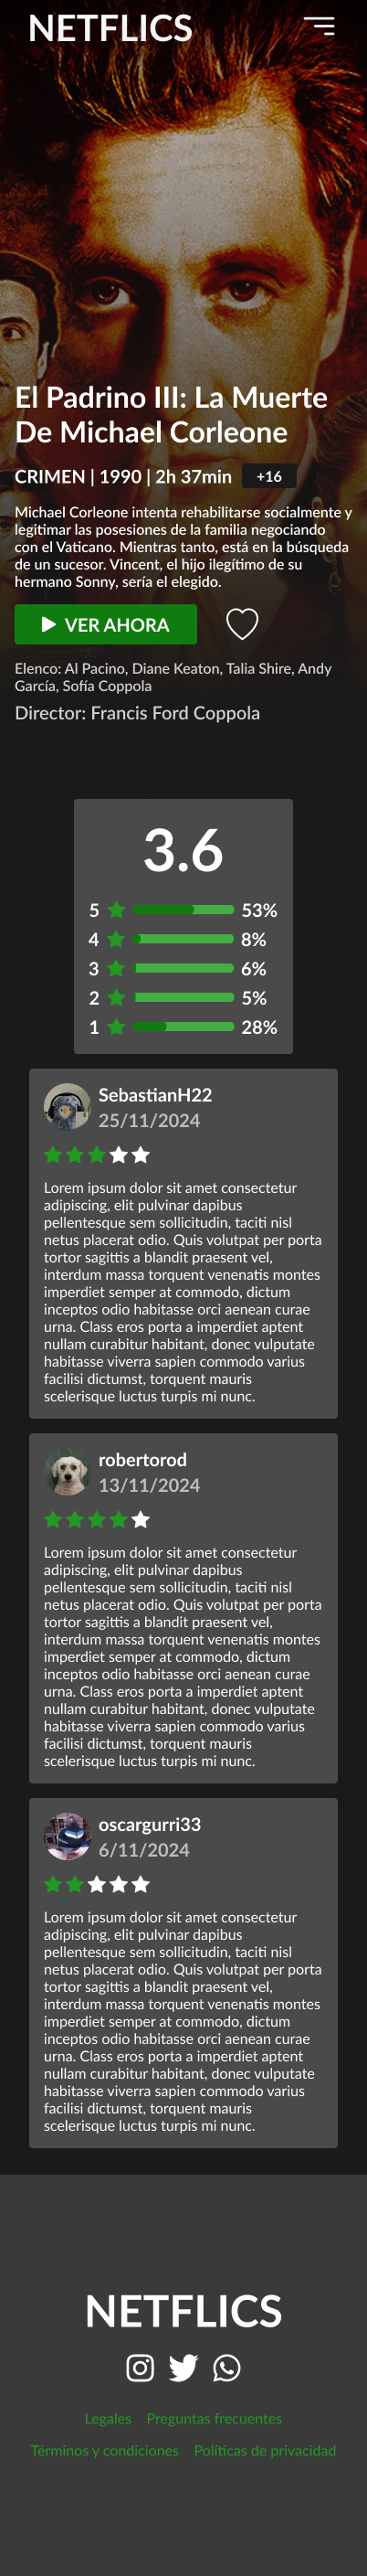 NETFLICS
El Padrino III: La Muerte
De Michael Corleone
CRIMEN | 1990 | 2h 37min +16
Michael Corleone intenta rehabilitarse socialmente y
legitimar las posesiones de la familia negociando
con el Vaticano. Mientras tanto, está en la búsqueda
de un sucesor. Vincent, el hijo ilegítimo de su
hermano Sonny, sería el elegido.
VER AHORA
Elenco: Al Pacino, Diane Keaton, Talia Shire, Andy
García, Sofía Coppola
Director: Francis Ford Coppola
3.6
5 53%
4 8%
3 6%
2 5%
1 28%
SebastianH22
25/11/2024
Lorem ipsum dolor sit amet consectetur
adipiscing, elit pulvinar dapibus
pellentesque sem sollicitudin, taciti nisl
netus placerat odio. Quis volutpat per porta
tortor sagittis a blandit praesent vel,
interdum massa torquent venenatis montes
imperdiet semper at commodo, dictum
inceptos odio habitasse orci aenean curae
urna. Class eros porta a imperdiet aptent
nullam curabitur habitant, donec vulputate
habitasse viverra sapien commodo varius
facilisi dictumst, torquent mauris
scelerisque luctus turpis mi nunc.
robertorod
13/11/2024
Lorem ipsum dolor sit amet consectetur
adipiscing, elit pulvinar dapibus
pellentesque sem sollicitudin, taciti nisl
netus placerat odio. Quis volutpat per porta
tortor sagittis a blandit praesent vel,
interdum massa torquent venenatis montes
imperdiet semper at commodo, dictum
inceptos odio habitasse orci aenean curae
urna. Class eros porta a imperdiet aptent
nullam curabitur habitant, donec vulputate
habitasse viverra sapien commodo varius
facilisi dictumst, torquent mauris
scelerisque luctus turpis mi nunc.
oscargurri33
6/11/2024
Lorem ipsum dolor sit amet consectetur
adipiscing, elit pulvinar dapibus
pellentesque sem sollicitudin, taciti nisl
netus placerat odio. Quis volutpat per porta
tortor sagittis a blandit praesent vel,
interdum massa torquent venenatis montes
imperdiet semper at commodo, dictum
inceptos odio habitasse orci aenean curae
urna. Class eros porta a imperdiet aptent
nullam curabitur habitant, donec vulputate
habitasse viverra sapien commodo varius
facilisi dictumst, torquent mauris
scelerisque luctus turpis mi nunc.
NETFLICS
Legales Preguntas frecuentes
Términos y condiciones Políticas de privacidad